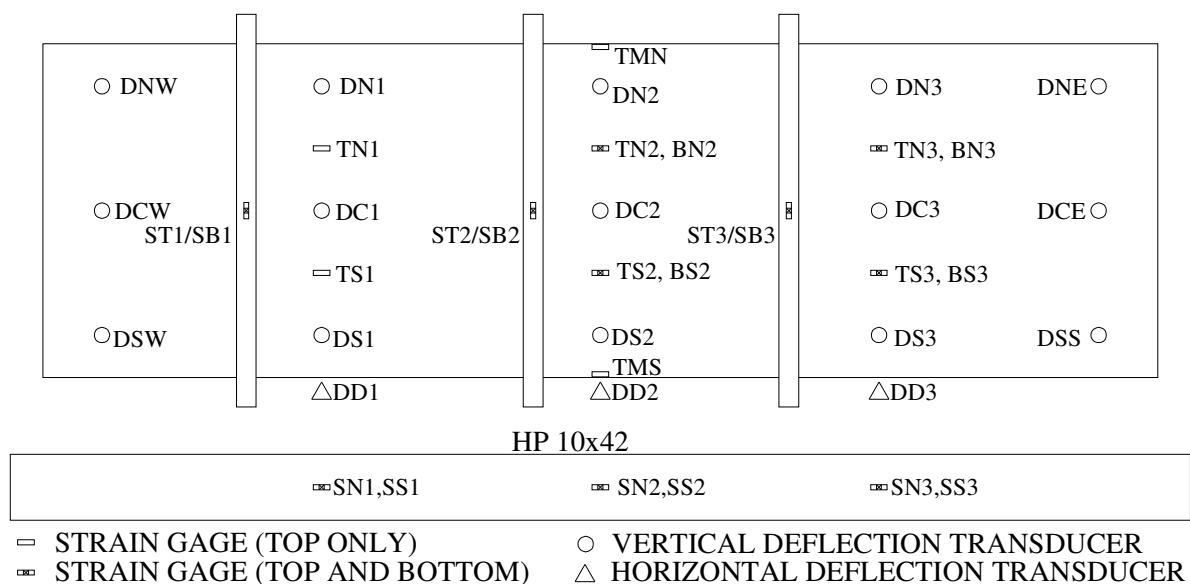 TMN
DNW DN1 DN2 DN3 DNE
TN1 TN2, BN2 TN3, BN3
DCW DC1 DC2 DC3 DCE
ST1/SB1 ST2/SB2 ST3/SB3
TS1 TS2, BS2 TS3, BS3
DSW DS1 DS2 DS3 DSS
TMS
DD1 DD2 DD3
HP 10x42
SN1,SS1 SN2,SS2 SN3,SS3
STRAIN GAGE (TOP ONLY) VERTICAL DEFLECTION TRANSDUCER
STRAIN GAGE (TOP AND BOTTOM) HORIZONTAL DEFLECTION TRANSDUCER